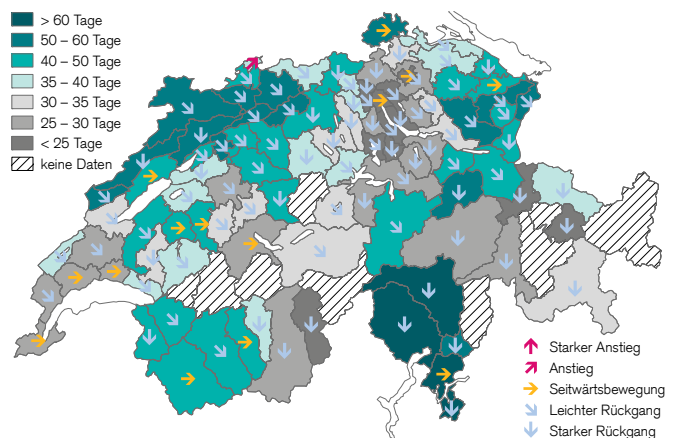 > 60 Tage
50 – 60 Tage
40 – 50 Tage
35 – 40 Tage
30 – 35 Tage
25 – 30 Tage
< 25 Tage
keine Daten
Starker Anstieg
Anstieg
Seitwärtsbewegung
Leichter Rückgang
Starker Rückgang